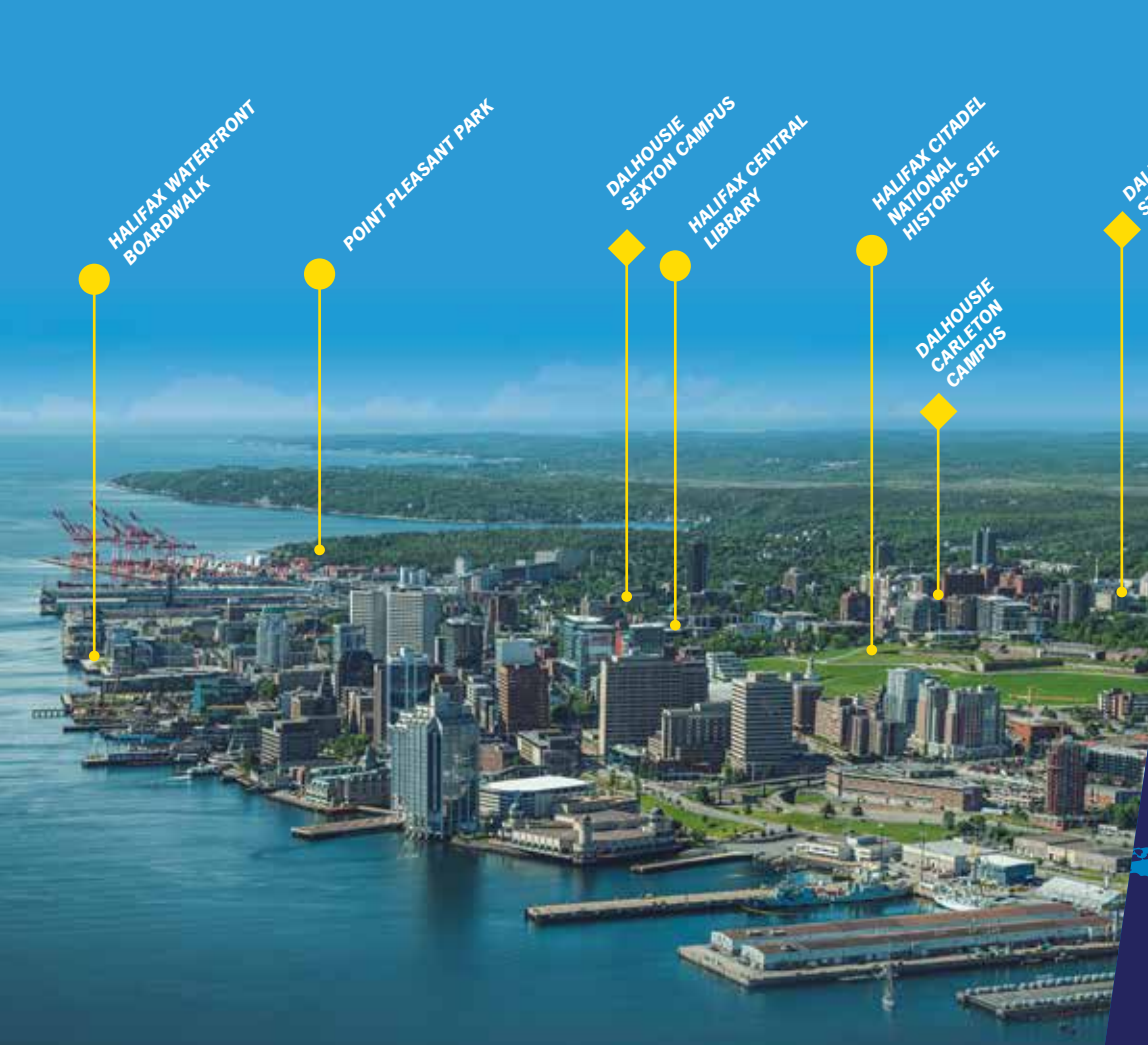 HALIFAX WATERFRONT
BOARDWALK
POINT PLEASANT PARK
DALHOUSIE
SEXTON CAMPUS
HALIFAX CENTRAL
LIBRARY
HALIFAX CITADEL
NATIONAL
HISTORIC SITE
DALHOUSIE
CARLETON
CAMPUS